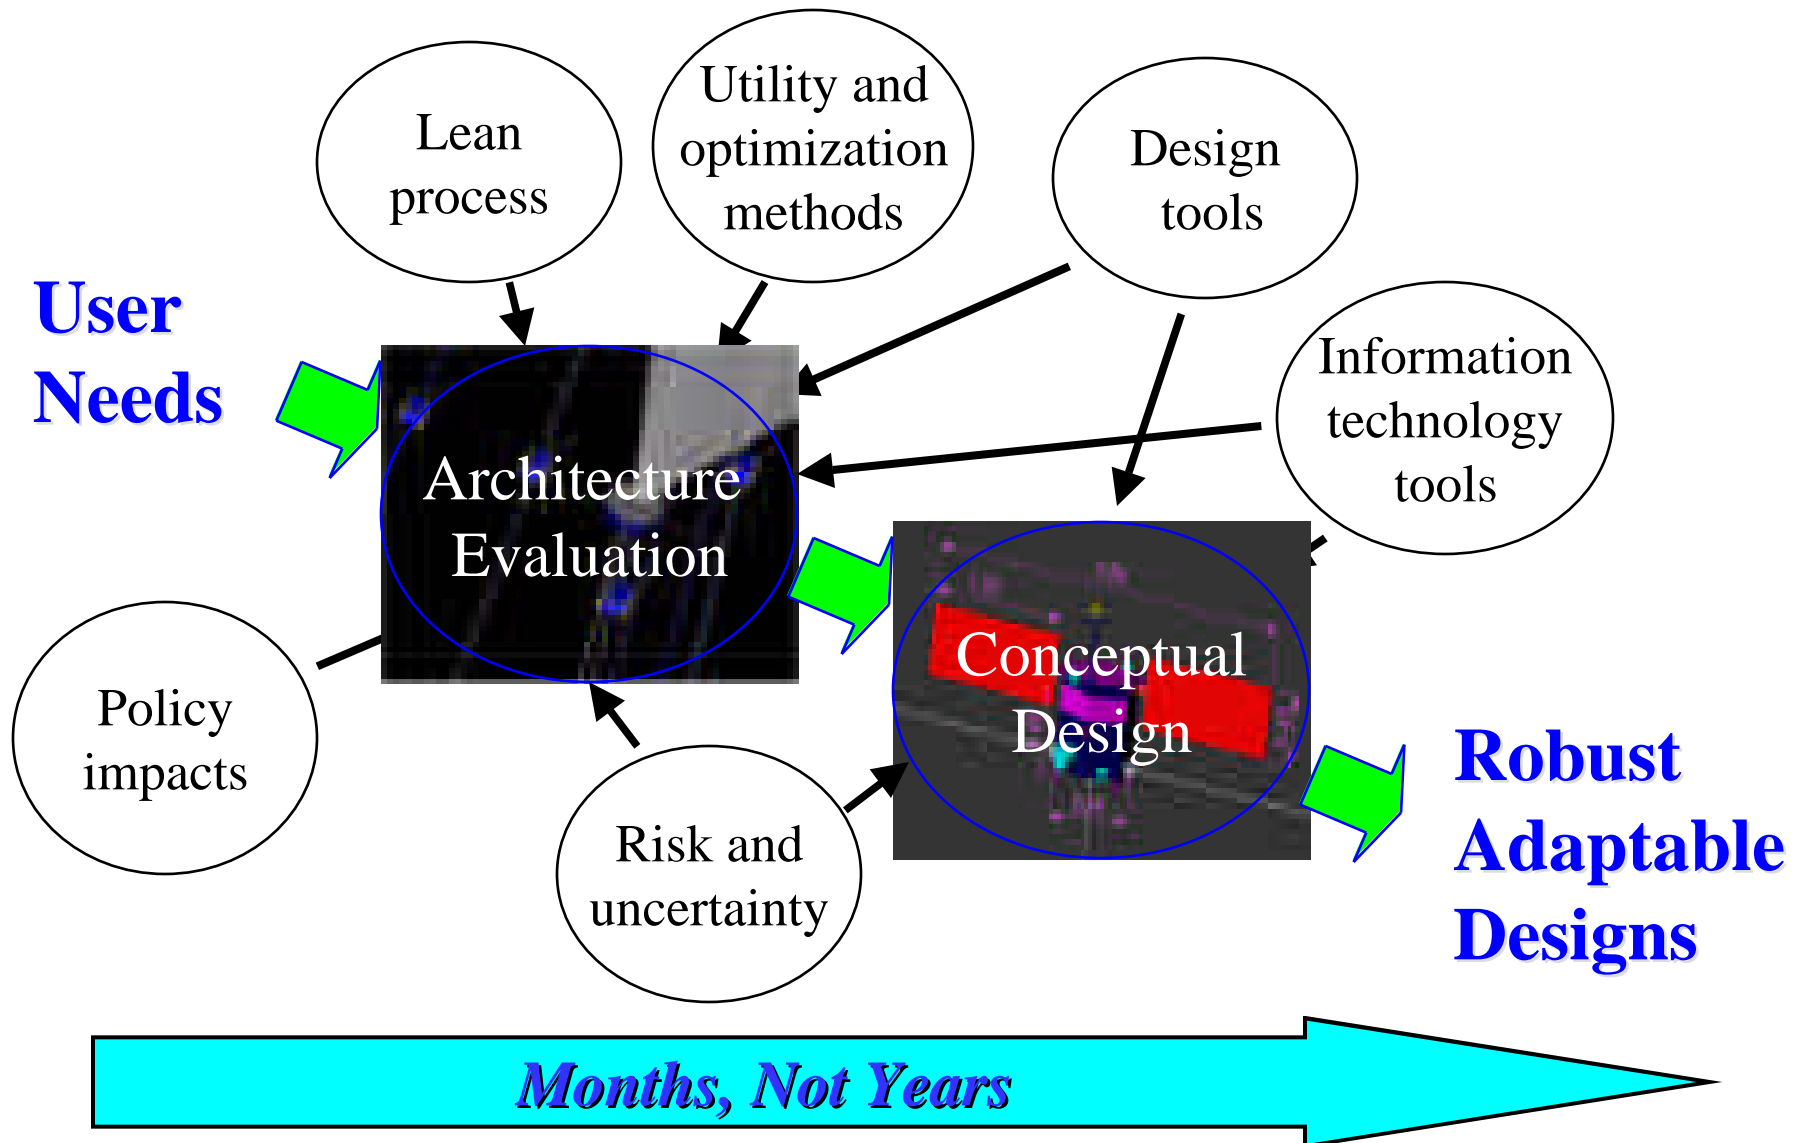 Lean
process
Utility and
optimization
methods
Design
tools
User
Needs
Information
technology
tools
Architecture
Evaluation
Conceptual
Design
Policy
impacts
Risk and
uncertainty
Robust
Adaptable
Designs
Months, Not Years